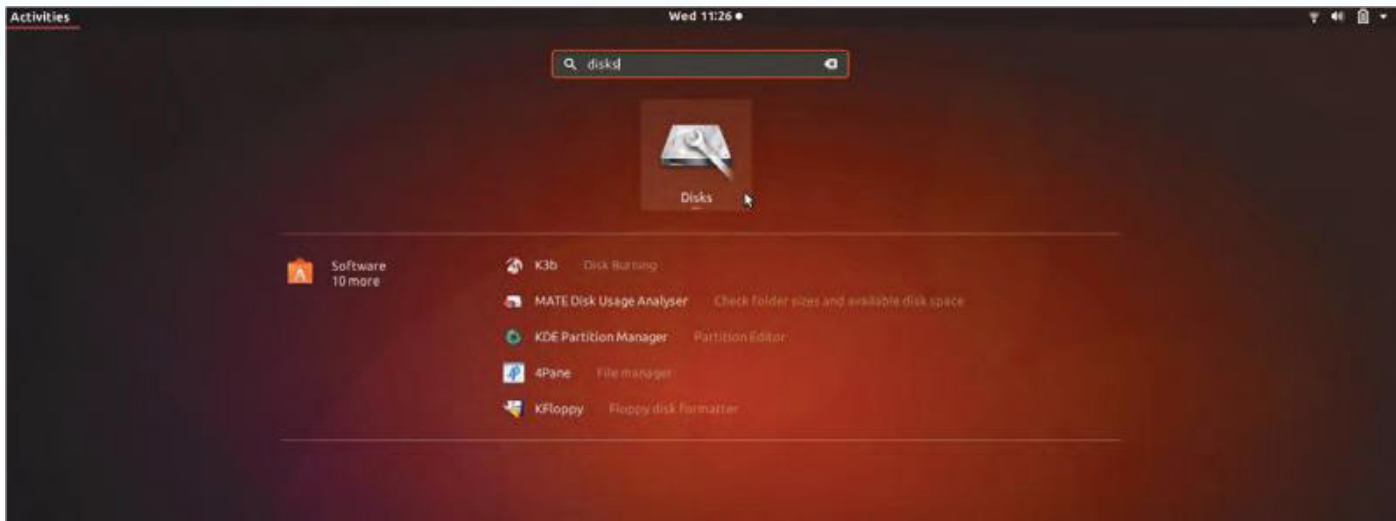 Activities
Wed 11:26
disks
Disks
Software
10 more
K3b Disk Burning
MATE Disk Usage Analyser Check folder sizes and available disk space
KDE Partition Manager Partition Editor
4Pane File manager
KFloppy Floppy disk formatter